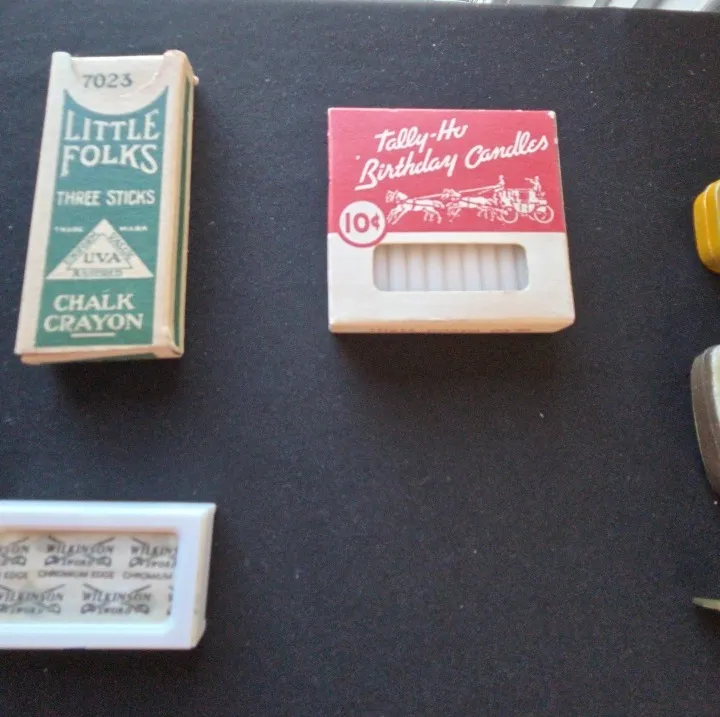 7023
LITTLE
FOLKS
THREE STICKS
TRADE MARK
UVA
CHALK
CRAYON
Tally-Ho
Birthday Candles
10¢
WILKINSON WILKINSON
SWORD SWORD
EDGE CHROMIUM EDGE CHROMIUM
WILKINSON WILKINSON
SWORD SWORD